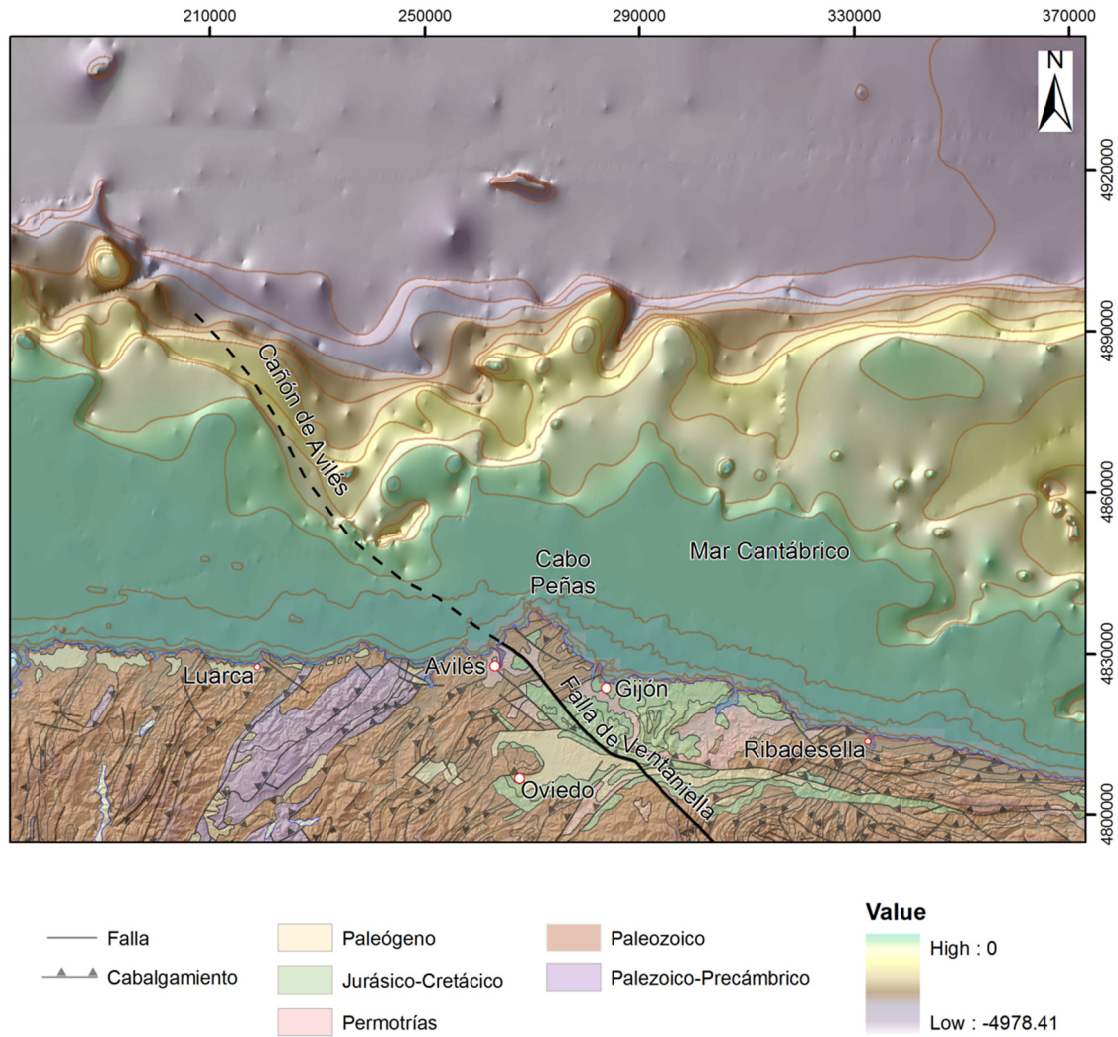 210000 250000 290000 330000 370000
N
4920000
4890000
4860000
4830000
4800000
Cañón de Avilés
Mar Cantábrico
Cabo
Peñas
Luarca
Avilés
Gijón
Falla de Ventaniella
Ribadesella
Oviedo
Falla
Cabalgamiento
Paleógeno
Jurásico-Cretácico
Permotrías
Paleozoico
Palezoico-Precámbrico
Value
High : 0
Low : -4978.41